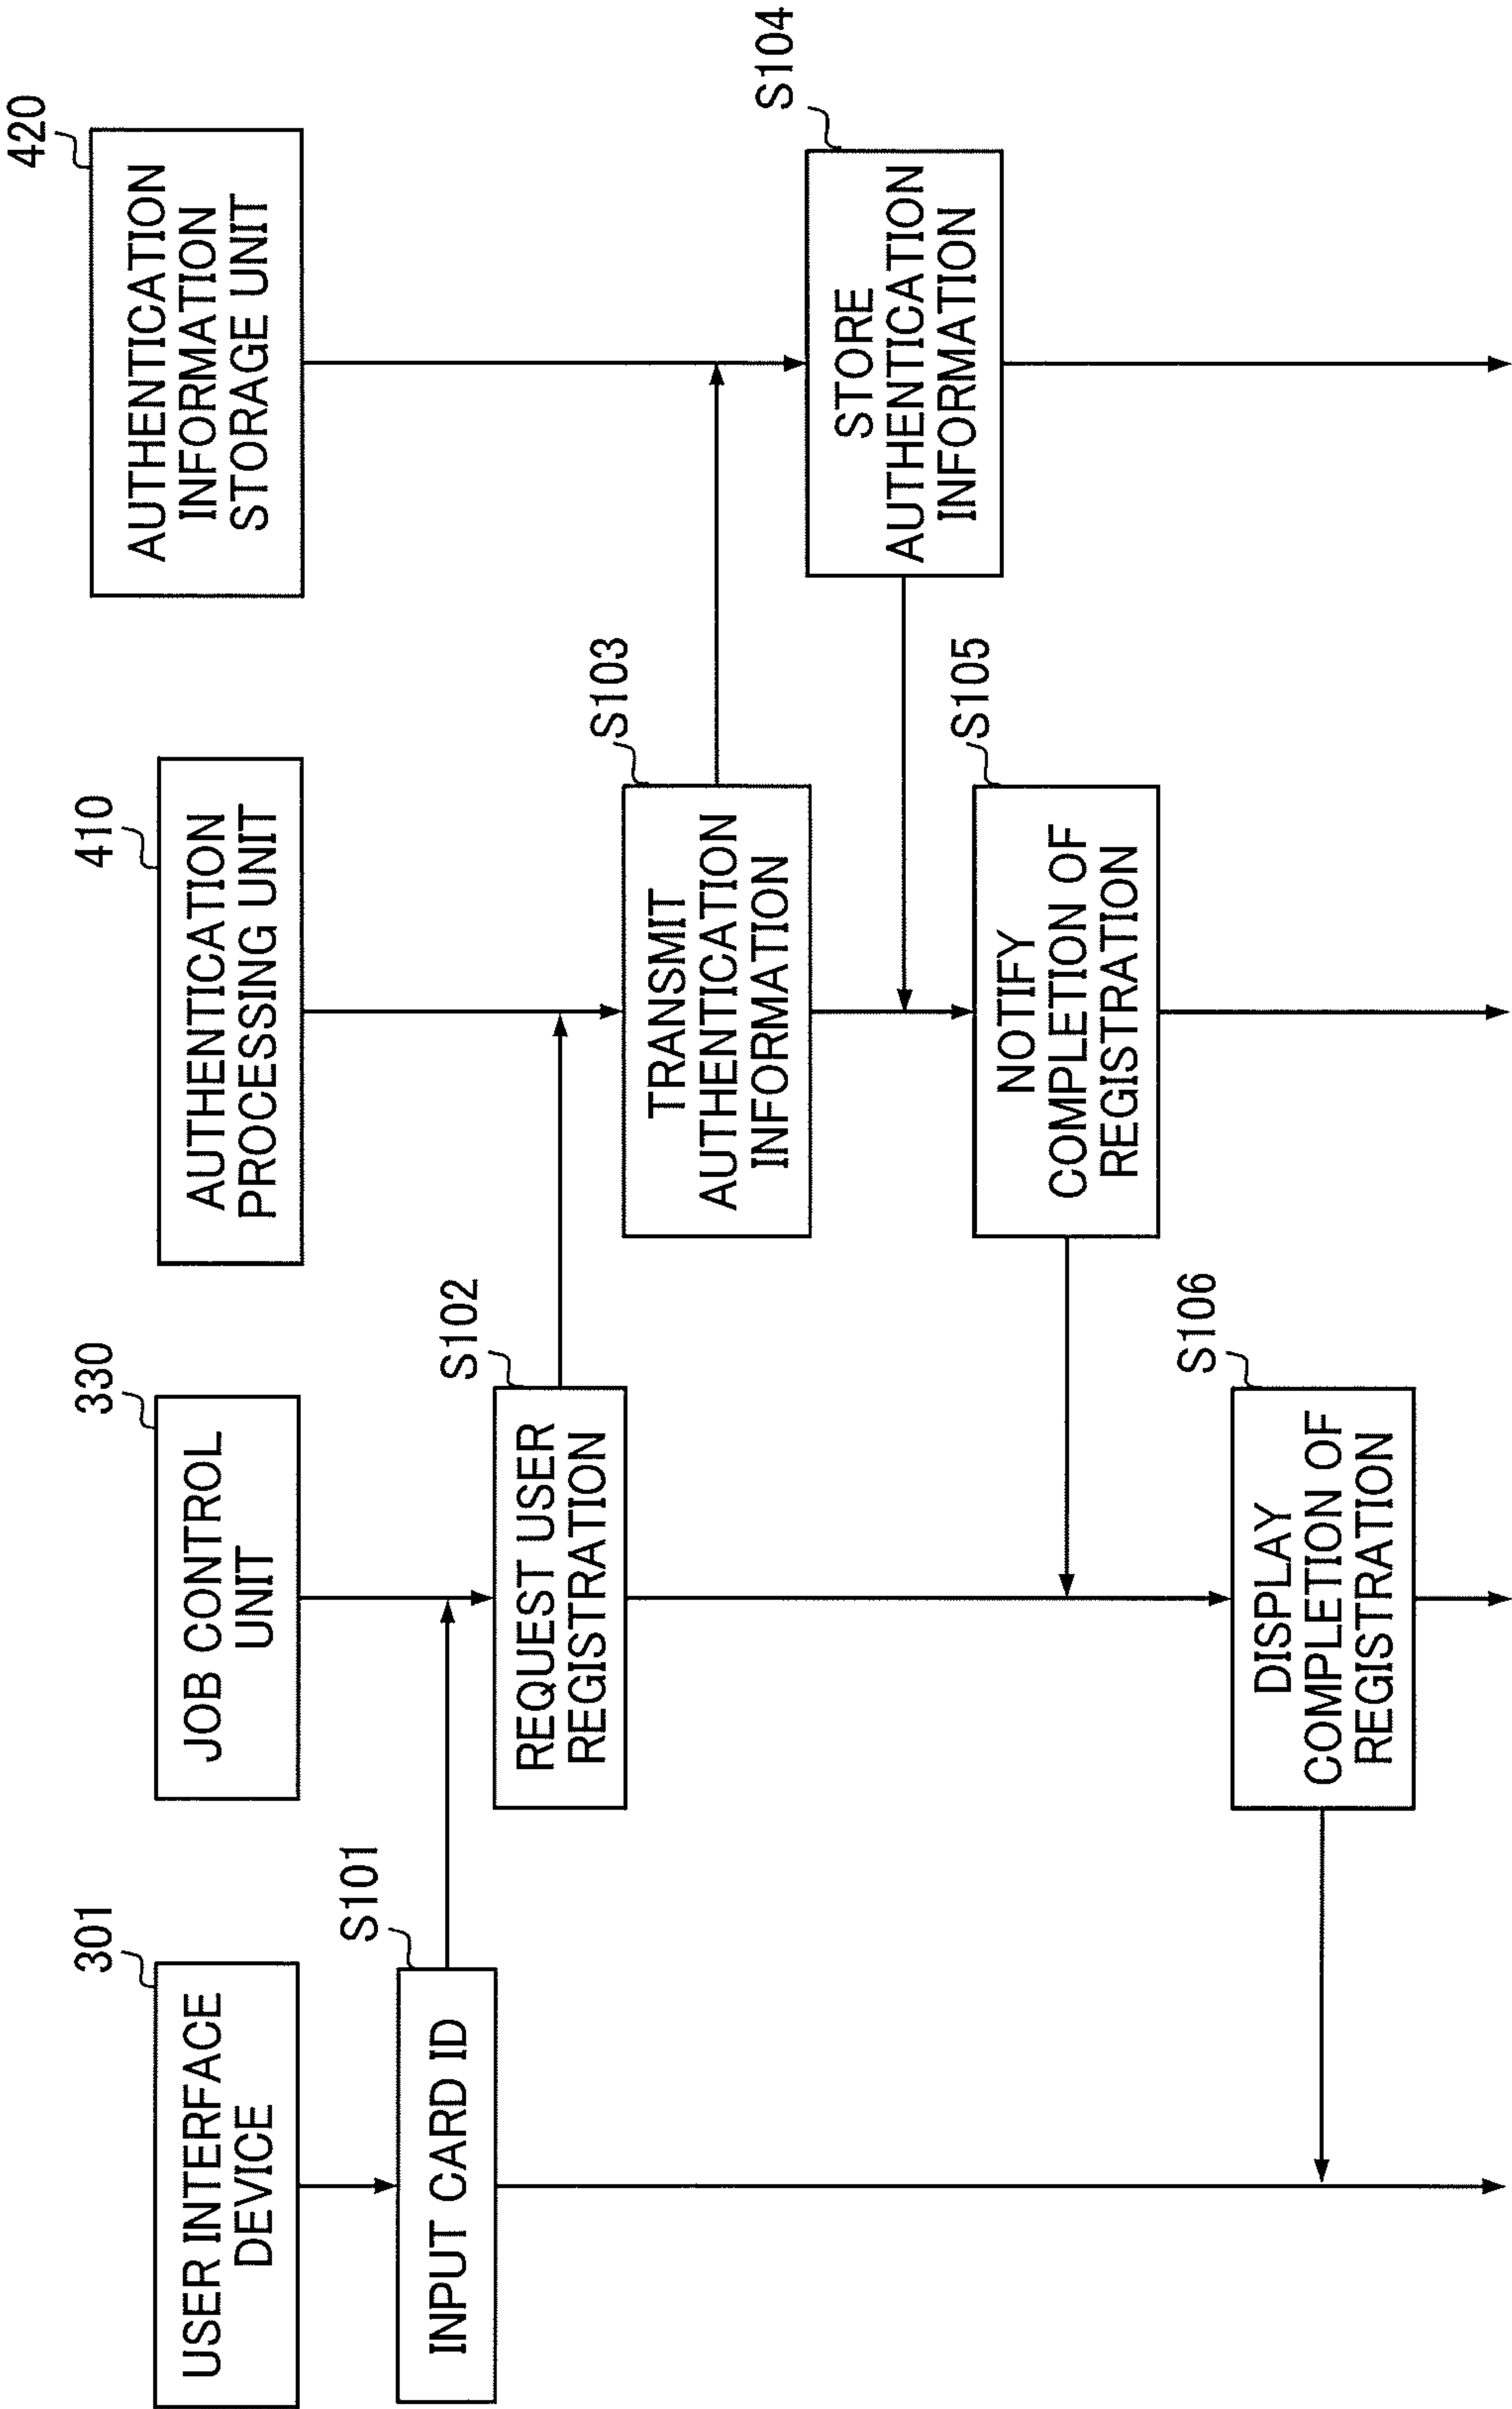 301
USER INTERFACE
DEVICE
330
JOB CONTROL
UNIT
410
AUTHENTICATION
PROCESSING UNIT
420
AUTHENTICATION
INFORMATION
STORAGE UNIT
S101
INPUT CARD ID
S102
REQUEST USER
REGISTRATION
S103
TRANSMIT
AUTHENTICATION
INFORMATION
S104
STORE
AUTHENTICATION
INFORMATION
S105
NOTIFY
COMPLETION OF
REGISTRATION
S106
DISPLAY
COMPLETION OF
REGISTRATION